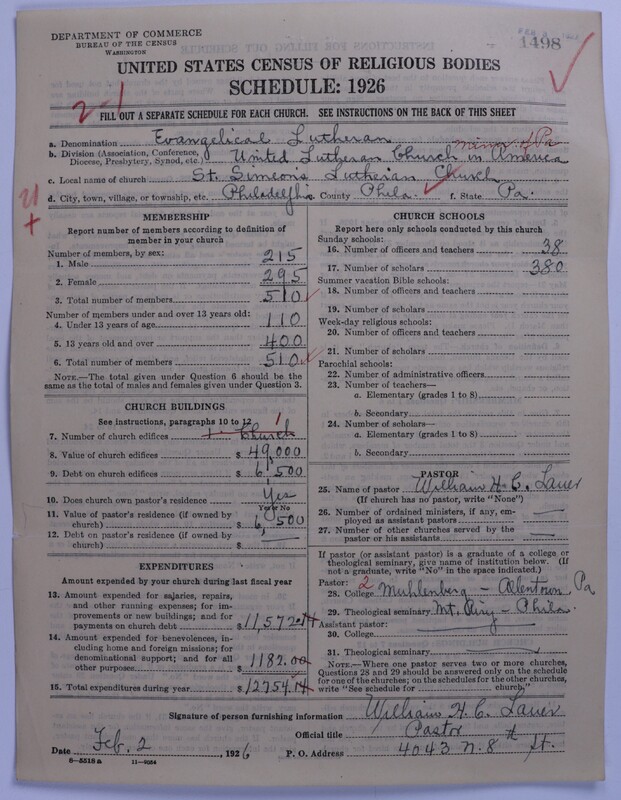 DEPARTMENT OF COMMERCE
BUREAU OF THE CENSUS
WASHINGTON
1498
UNITED STATES CENSUS OF RELIGIOUS BODIES
SCHEDULE: 1926
2-1
FILL OUT A SEPARATE SCHEDULE FOR EACH CHURCH. SEE INSTRUCTIONS ON THE BACK OF THIS SHEET
a. Denomination Evangelical Lutheran
b. Division (Association, Conference, Diocese, Presbytery, Synod, etc.) United Lutheran Church in America
c. Local name of church St. Simeon's Lutheran Church
d. City, town, village, or township, etc. Philadelphia County Phila. f. State Pa.
MEMBERSHIP
Report number of members according to definition of
member in your church
Number of members, by sex:
1. Male 215
2. Female 295
3. Total number of members 510
Number of members under and over 13 years old:
4. Under 13 years of age 110
5. 13 years old and over 400
6. Total number of members 510
NOTE.—The total given under Question 6 should be the
same as the total of males and females given under Question 3.
CHURCH BUILDINGS
See instructions, paragraphs 10 to 12
7. Number of church edifices 1. Church 1
8. Value of church edifices $ 49,000
9. Debt on church edifices $ 6,500
10. Does church own pastor's residence Yes
Yes or No
11. Value of pastor's residence (if owned by
church) $ 6,500
12. Debt on pastor's residence (if owned by
church) $ —
EXPENDITURES
Amount expended by your church during last fiscal year
13. Amount expended for salaries, repairs,
and other running expenses; for im-
provements or new buildings; and for
payments on church debt $ 11,572.14
14. Amount expended for benevolences, in-
cluding home and foreign missions; for
denominational support; and for all
other purposes 1182.00
15. Total expenditures during year $ 12754.14
CHURCH SCHOOLS
Report here only schools conducted by this church
Sunday schools:
16. Number of officers and teachers 38
17. Number of scholars 380
Summer vacation Bible schools:
18. Number of officers and teachers
19. Number of scholars
Week-day religious schools:
20. Number of officers and teachers
21. Number of scholars
Parochial schools:
22. Number of administrative officers
23. Number of teachers—
a. Elementary (grades 1 to 8)
b. Secondary
24. Number of scholars—
a. Elementary (grades 1 to 8)
b. Secondary
PASTOR
25. Name of pastor William H. C. Lauer
(If church has no pastor, write "None")
26. Number of ordained ministers, if any, em-
ployed as assistant pastors —
27. Number of other churches served by the
pastor or his assistants —
If pastor (or assistant pastor) is a graduate of a college or
theological seminary, give name of institution below. (If
not a graduate, write "No" in the space indicated.)
Pastor: 2
28. College Muhlenberg - Allentown, Pa
29. Theological seminary Mt. Airy - Phila.
Assistant pastor:
30. College
31. Theological seminary
NOTE.—Where one pastor serves two or more churches,
Questions 28 and 29 should be answered only on the schedule
for one of the churches; on the schedules for the other churches,
write "See schedule for church."
Signature of person furnishing information William H. C. Lauer
Official title Pastor
Date Feb. 2, 1926 P. O. Address 4043 N. 8th St.
8—5518a 11—9284